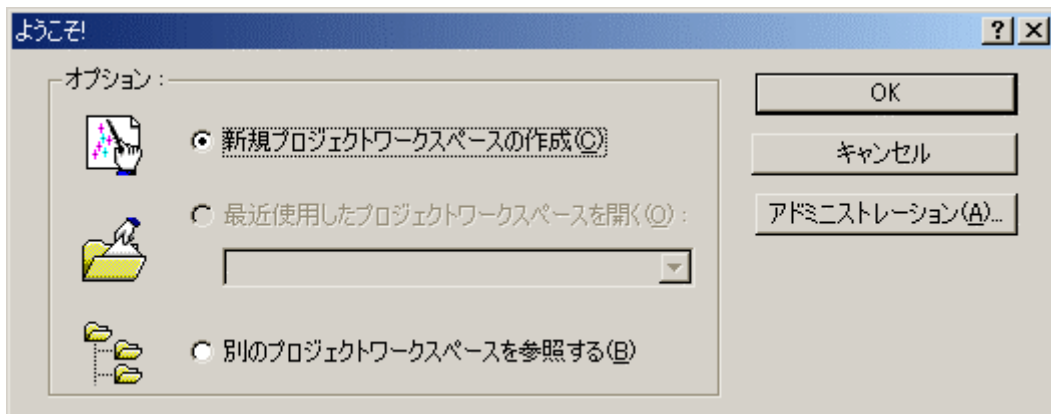 ようこそ!
オプション :
新規プロジェクトワークスペースの作成(C)
最近使用したプロジェクトワークスペースを開く(O) :
別のプロジェクトワークスペースを参照する(B)
OK
キャンセル
アドミニストレーション(A)...